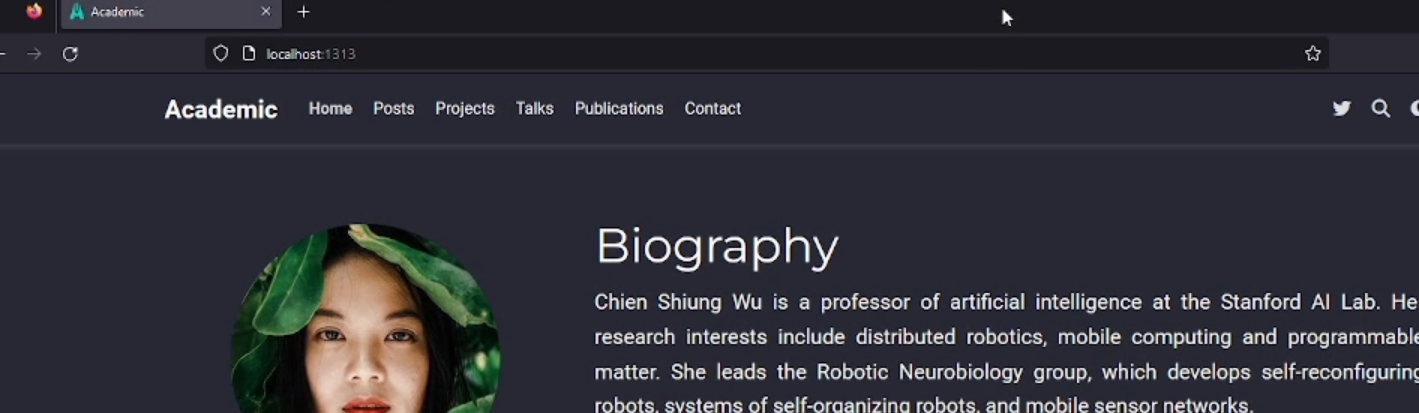 Academic
localhost:1313
Academic Home Posts Projects Talks Publications Contact
Biography
Chien Shiung Wu is a professor of artificial intelligence at the Stanford AI Lab. He
research interests include distributed robotics, mobile computing and programmable
matter. She leads the Robotic Neurobiology group, which develops self-reconfiguring
robots, systems of self-organizing robots, and mobile sensor networks.